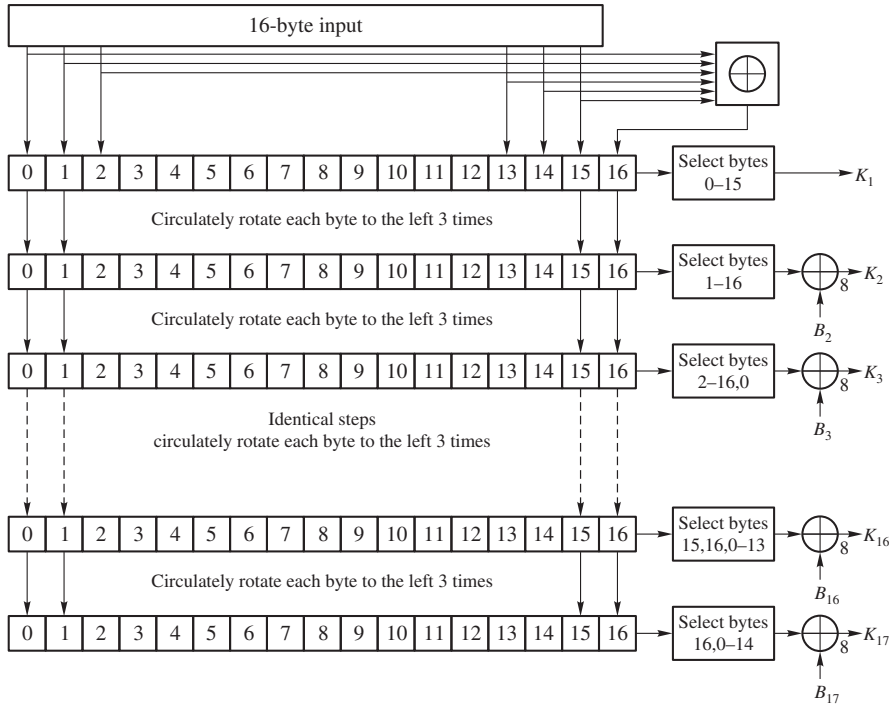 16-byte input
0 1 2 3 4 5 6 7 8 9 10 11 12 13 14 15 16
Select bytes
0–15
K1
Circulately rotate each byte to the left 3 times
0 1 2 3 4 5 6 7 8 9 10 11 12 13 14 15 16
Select bytes
1–16
8
K2
B2
Circulately rotate each byte to the left 3 times
0 1 2 3 4 5 6 7 8 9 10 11 12 13 14 15 16
Select bytes
2–16,0
8
K3
B3
Identical steps
circulately rotate each byte to the left 3 times
0 1 2 3 4 5 6 7 8 9 10 11 12 13 14 15 16
Select bytes
15,16,0–13
8
K16
B16
Circulately rotate each byte to the left 3 times
0 1 2 3 4 5 6 7 8 9 10 11 12 13 14 15 16
Select bytes
16,0–14
8
K17
B17